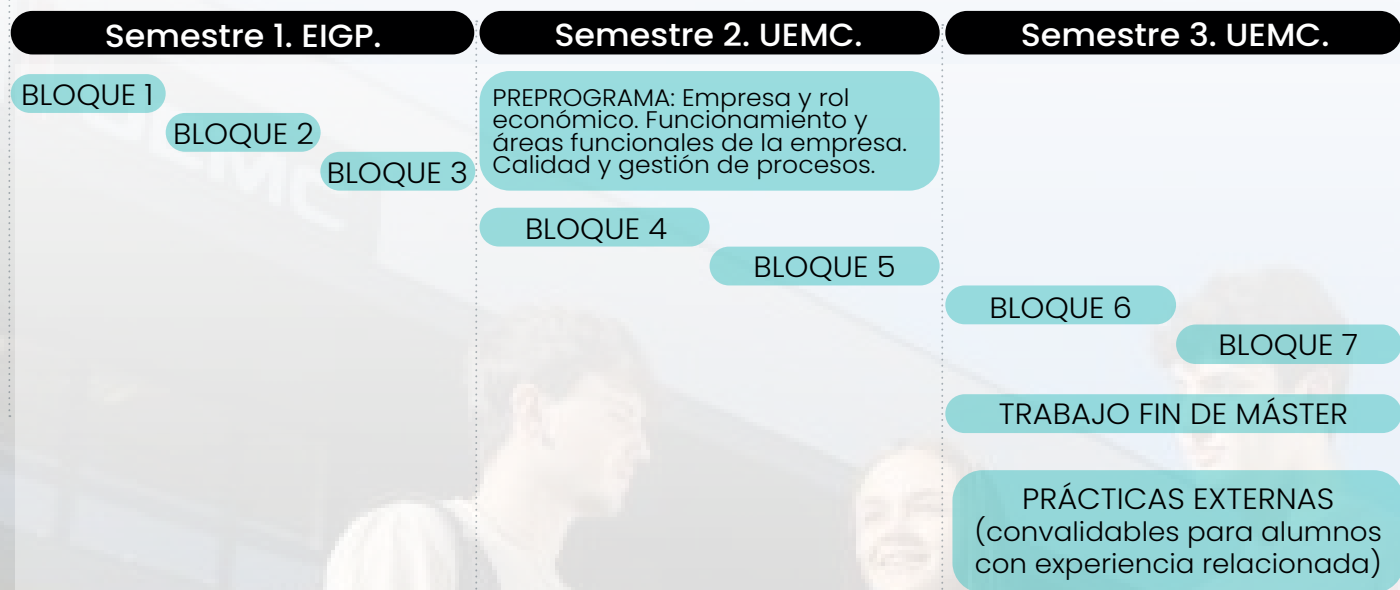 Semestre 1. EIGP.
Semestre 2. UEMC.
Semestre 3. UEMC.
BLOQUE 1
BLOQUE 2
BLOQUE 3
PREPROGRAMA: Empresa y rol
económico. Funcionamiento y
áreas funcionales de la empresa.
Calidad y gestión de procesos.
BLOQUE 4
BLOQUE 5
BLOQUE 6
BLOQUE 7
TRABAJO FIN DE MÁSTER
PRÁCTICAS EXTERNAS
(convalidables para alumnos
con experiencia relacionada)